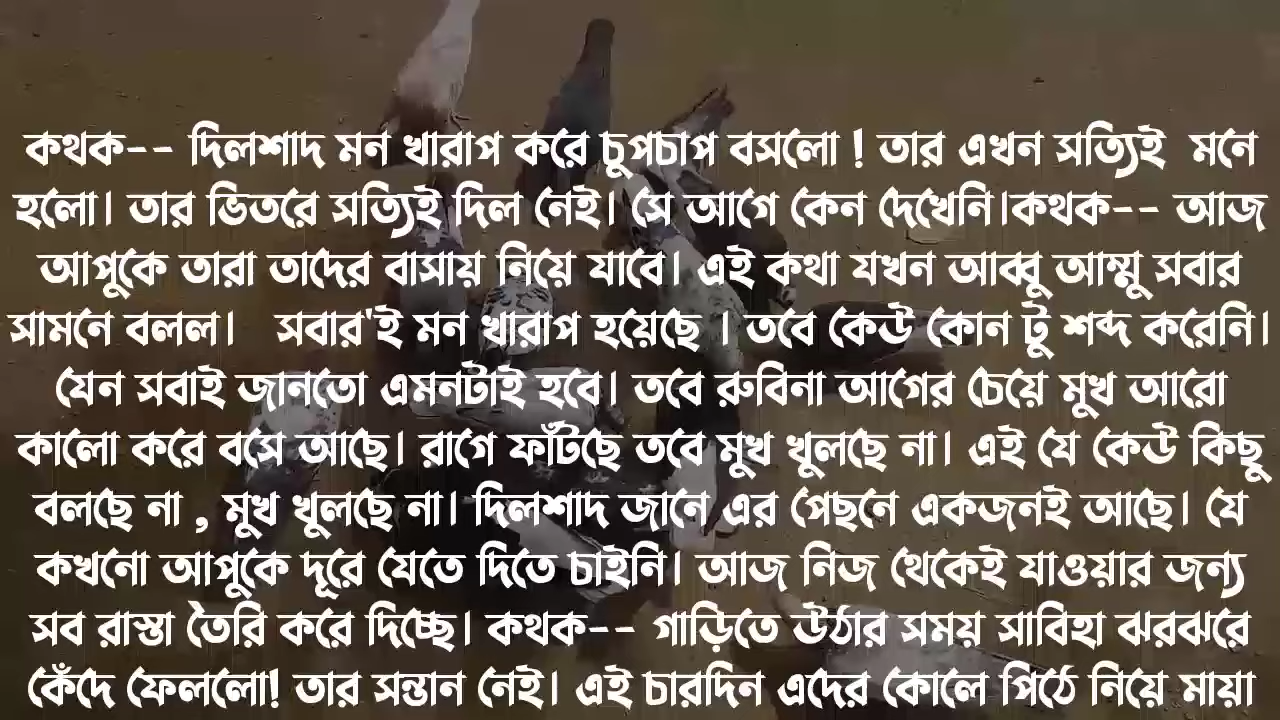 কথক-- দিলশাদ মন খারাপ করে চুপচাপ বসলো ! তার এখন সত্যিই মনে
হলো। তার ভিতরে সত্যিই দিল নেই। সে আগে কেন দেখেনি।কথক-- আজ
আপুকে তারা তাদের বাসায় নিয়ে যাবে। এই কথা যখন আব্বু আম্মু সবার
সামনে বলল। সবার'ই মন খারাপ হয়েছে । তবে কেউ কোন টু শব্দ করেনি।
যেন সবাই জানতো এমনটাই হবে। তবে রুবিনা আগের চেয়ে মুখ আরো
কালো করে বসে আছে। রাগে ফাঁটছে তবে মুখ খুলছে না। এই যে কেউ কিছু
বলছে না , মুখ খুলছে না। দিলশাদ জানে এর পেছনে একজনই আছে। যে
কখনো আপুকে দূরে যেতে দিতে চাইনি। আজ নিজ থেকেই যাওয়ার জন্য
সব রাস্তা তৈরি করে দিচ্ছে। কথক-- গাড়িতে উঠার সময় সাবিহা ঝরঝরে
কেঁদে ফেললো! তার সন্তান নেই। এই চারদিন এদের কোলে পিঠে নিয়ে মায়া